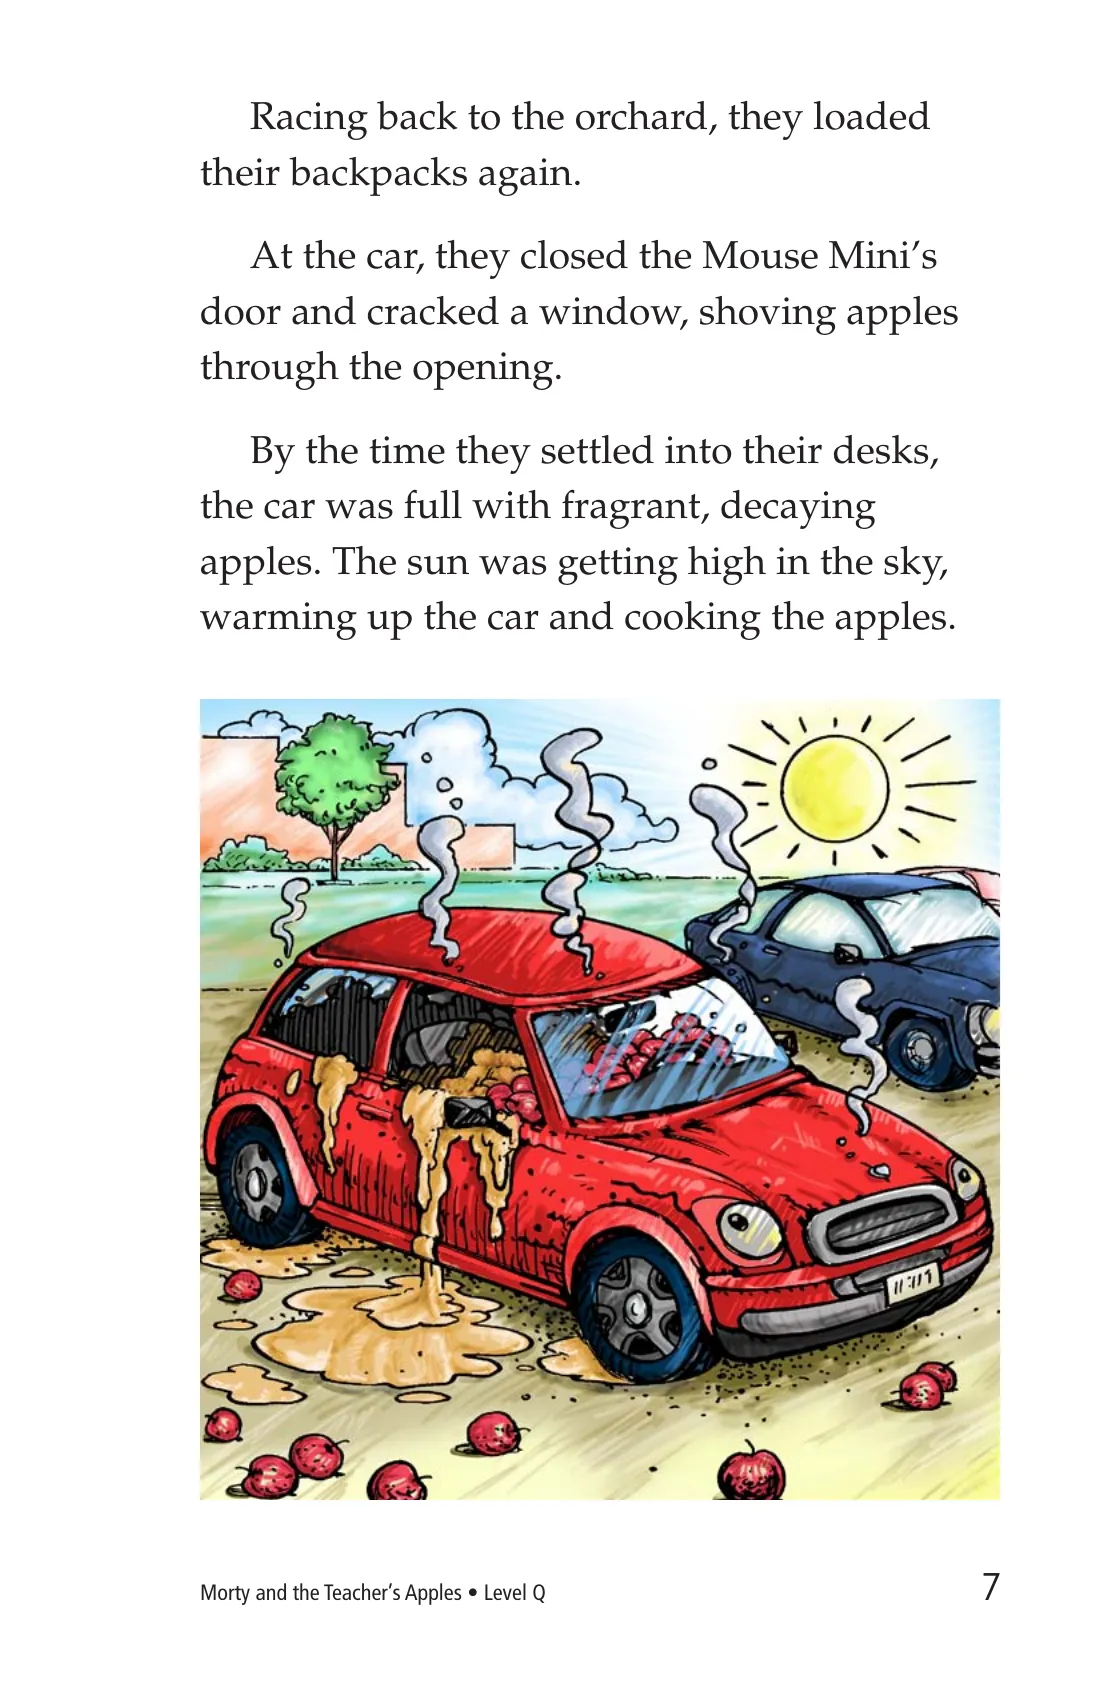 Racing back to the orchard, they loaded
their backpacks again.
At the car, they closed the Mouse Mini’s
door and cracked a window, shoving apples
through the opening.
By the time they settled into their desks,
the car was full with fragrant, decaying
apples. The sun was getting high in the sky,
warming up the car and cooking the apples.
Morty and the Teacher’s Apples • Level Q
7